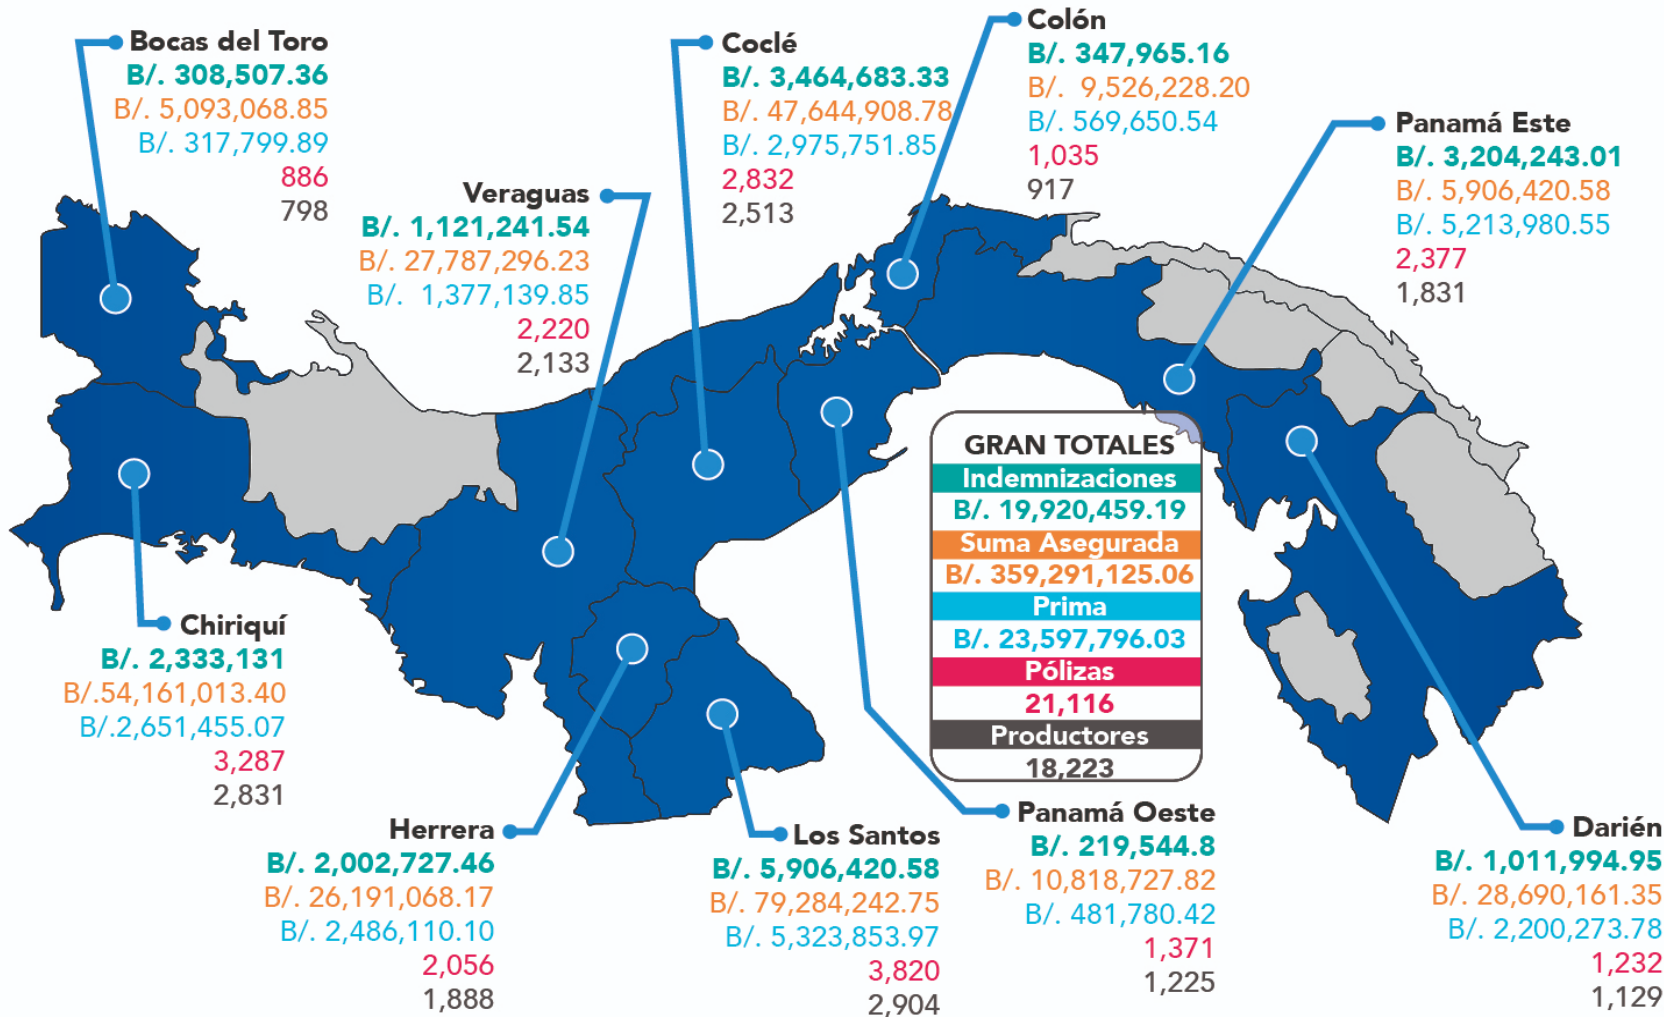 Bocas del Toro
B/. 308,507.36
B/. 5,093,068.85
B/. 317,799.89
886
798
Veraguas
B/. 1,121,241.54
B/. 27,787,296.23
B/. 1,377,139.85
2,220
2,133
Coclé
B/. 3,464,683.33
B/. 47,644,908.78
B/. 2,975,751.85
2,832
2,513
Colón
B/. 347,965.16
B/. 9,526,228.20
B/. 569,650.54
1,035
917
Panamá Este
B/. 3,204,243.01
B/. 5,906,420.58
B/. 5,213,980.55
2,377
1,831
GRAN TOTALES
Indemnizaciones
B/. 19,920,459.19
Suma Asegurada
B/. 359,291,125.06
Prima
B/. 23,597,796.03
Pólizas
21,116
Productores
18,223
Chiriquí
B/. 2,333,131
B/.54,161,013.40
B/.2,651,455.07
3,287
2,831
Herrera
B/. 2,002,727.46
B/. 26,191,068.17
B/. 2,486,110.10
2,056
1,888
Los Santos
B/. 5,906,420.58
B/. 79,284,242.75
B/. 5,323,853.97
3,820
2,904
Panamá Oeste
B/. 219,544.8
B/. 10,818,727.82
B/. 481,780.42
1,371
1,225
Darién
B/. 1,011,994.95
B/. 28,690,161.35
B/. 2,200,273.78
1,232
1,129